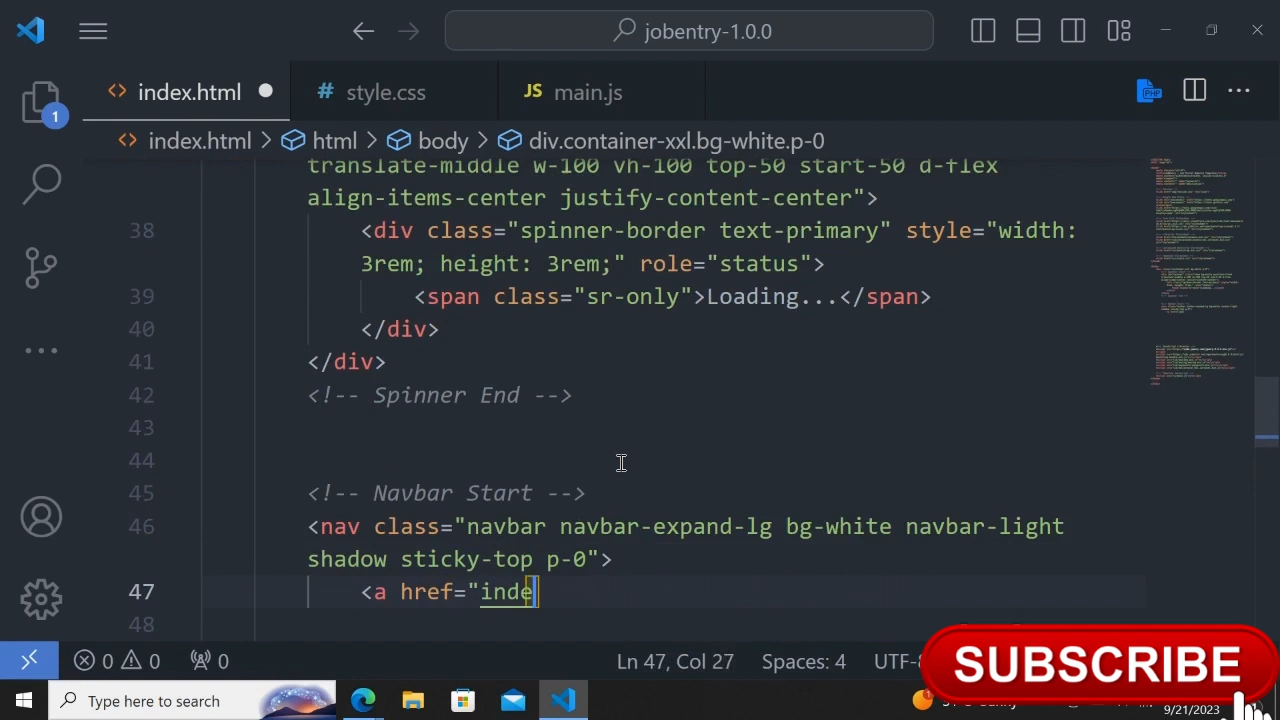 jobentry-1.0.0
index.html
# style.css
JS main.js
PHP
1
index.html > html > body > div.container-xxl.bg-white.p-0
translate-middle w-100 vh-100 top-50 start-50 d-flex
align-items-center justify-content-center">
38 <div class="spinner-border text-primary" style="width:
3rem; height: 3rem;" role="status">
39 <span class="sr-only">Loading...</span>
40 </div>
41 </div>
42 <!-- Spinner End -->
43
44
45 <!-- Navbar Start -->
46 <nav class="navbar navbar-expand-lg bg-white navbar-light
shadow sticky-top p-0">
47 <a href="inde
48
0 0 0
Ln 47, Col 27
Spaces: 4
UTF-8
SUBSCRIBE
Type here to search
9/21/2023